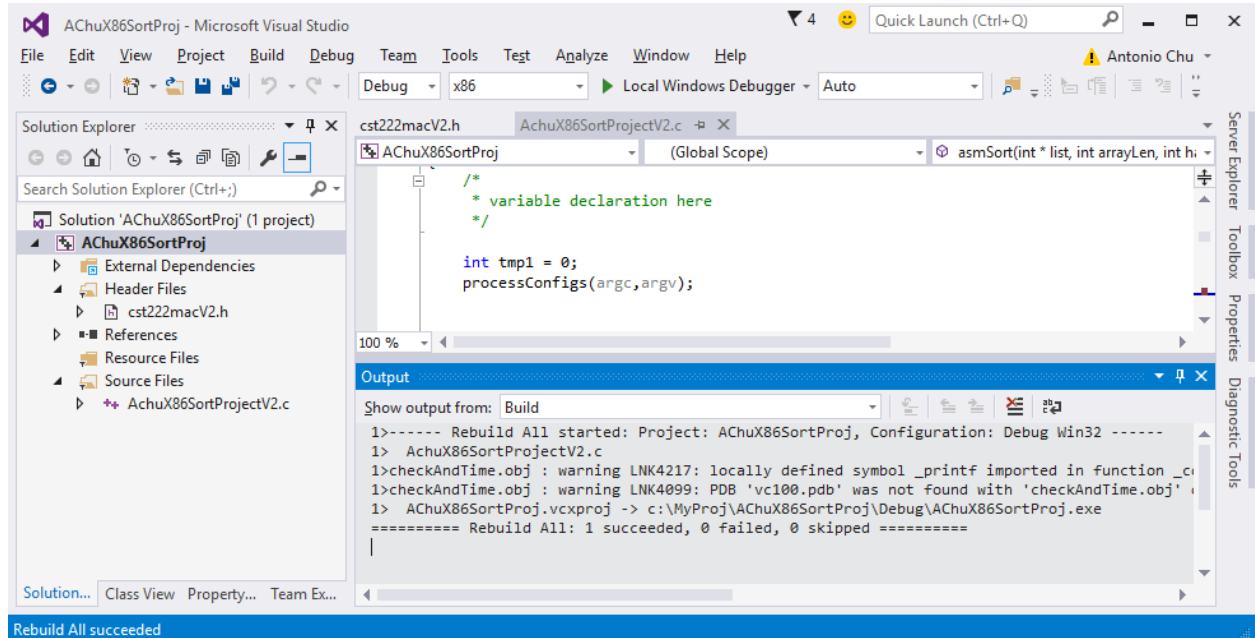 AChuX86SortProj - Microsoft Visual Studio
4
Quick Launch (Ctrl+Q)
File Edit View Project Build Debug Team Tools Test Analyze Window Help
Antonio Chu
Debug x86 Local Windows Debugger Auto
Solution Explorer
Search Solution Explorer (Ctrl+;)
Solution 'AChuX86SortProj' (1 project)
AChuX86SortProj
External Dependencies
Header Files
cst222macV2.h
References
Resource Files
Source Files
AchuX86SortProjectV2.c
Solution... Class View Property... Team Ex...
cst222macV2.h AchuX86SortProjectV2.c
AChuX86SortProj (Global Scope) asmSort(int * list, int arrayLen, int ha
/*
* variable declaration here
*/
int tmp1 = 0;
processConfigs(argc,argv);
100 %
Output
Show output from: Build
1>------ Rebuild All started: Project: AChuX86SortProj, Configuration: Debug Win32 ------
1> AchuX86SortProjectV2.c
1>checkAndTime.obj : warning LNK4217: locally defined symbol _printf imported in function _c
1>checkAndTime.obj : warning LNK4099: PDB 'vc100.pdb' was not found with 'checkAndTime.obj'
1> AChuX86SortProj.vcxproj -> c:\MyProj\AChuX86SortProj\Debug\AChuX86SortProj.exe
========== Rebuild All: 1 succeeded, 0 failed, 0 skipped ==========
Server Explorer
Toolbox
Properties
Diagnostic Tools
Rebuild All succeeded